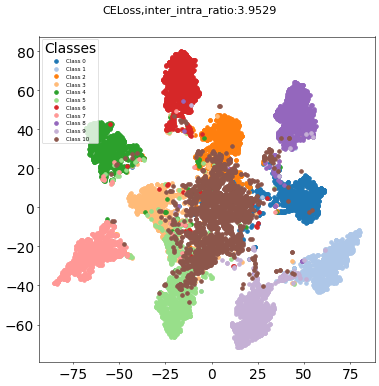 CELoss,inter_intra_ratio:3.9529
Classes
Class 0
Class 1
Class 2
Class 3
Class 4
Class 5
Class 6
Class 7
Class 8
Class 9
Class 10
80
60
40
20
0
−20
−40
−60
−75 −50 −25 0 25 50 75